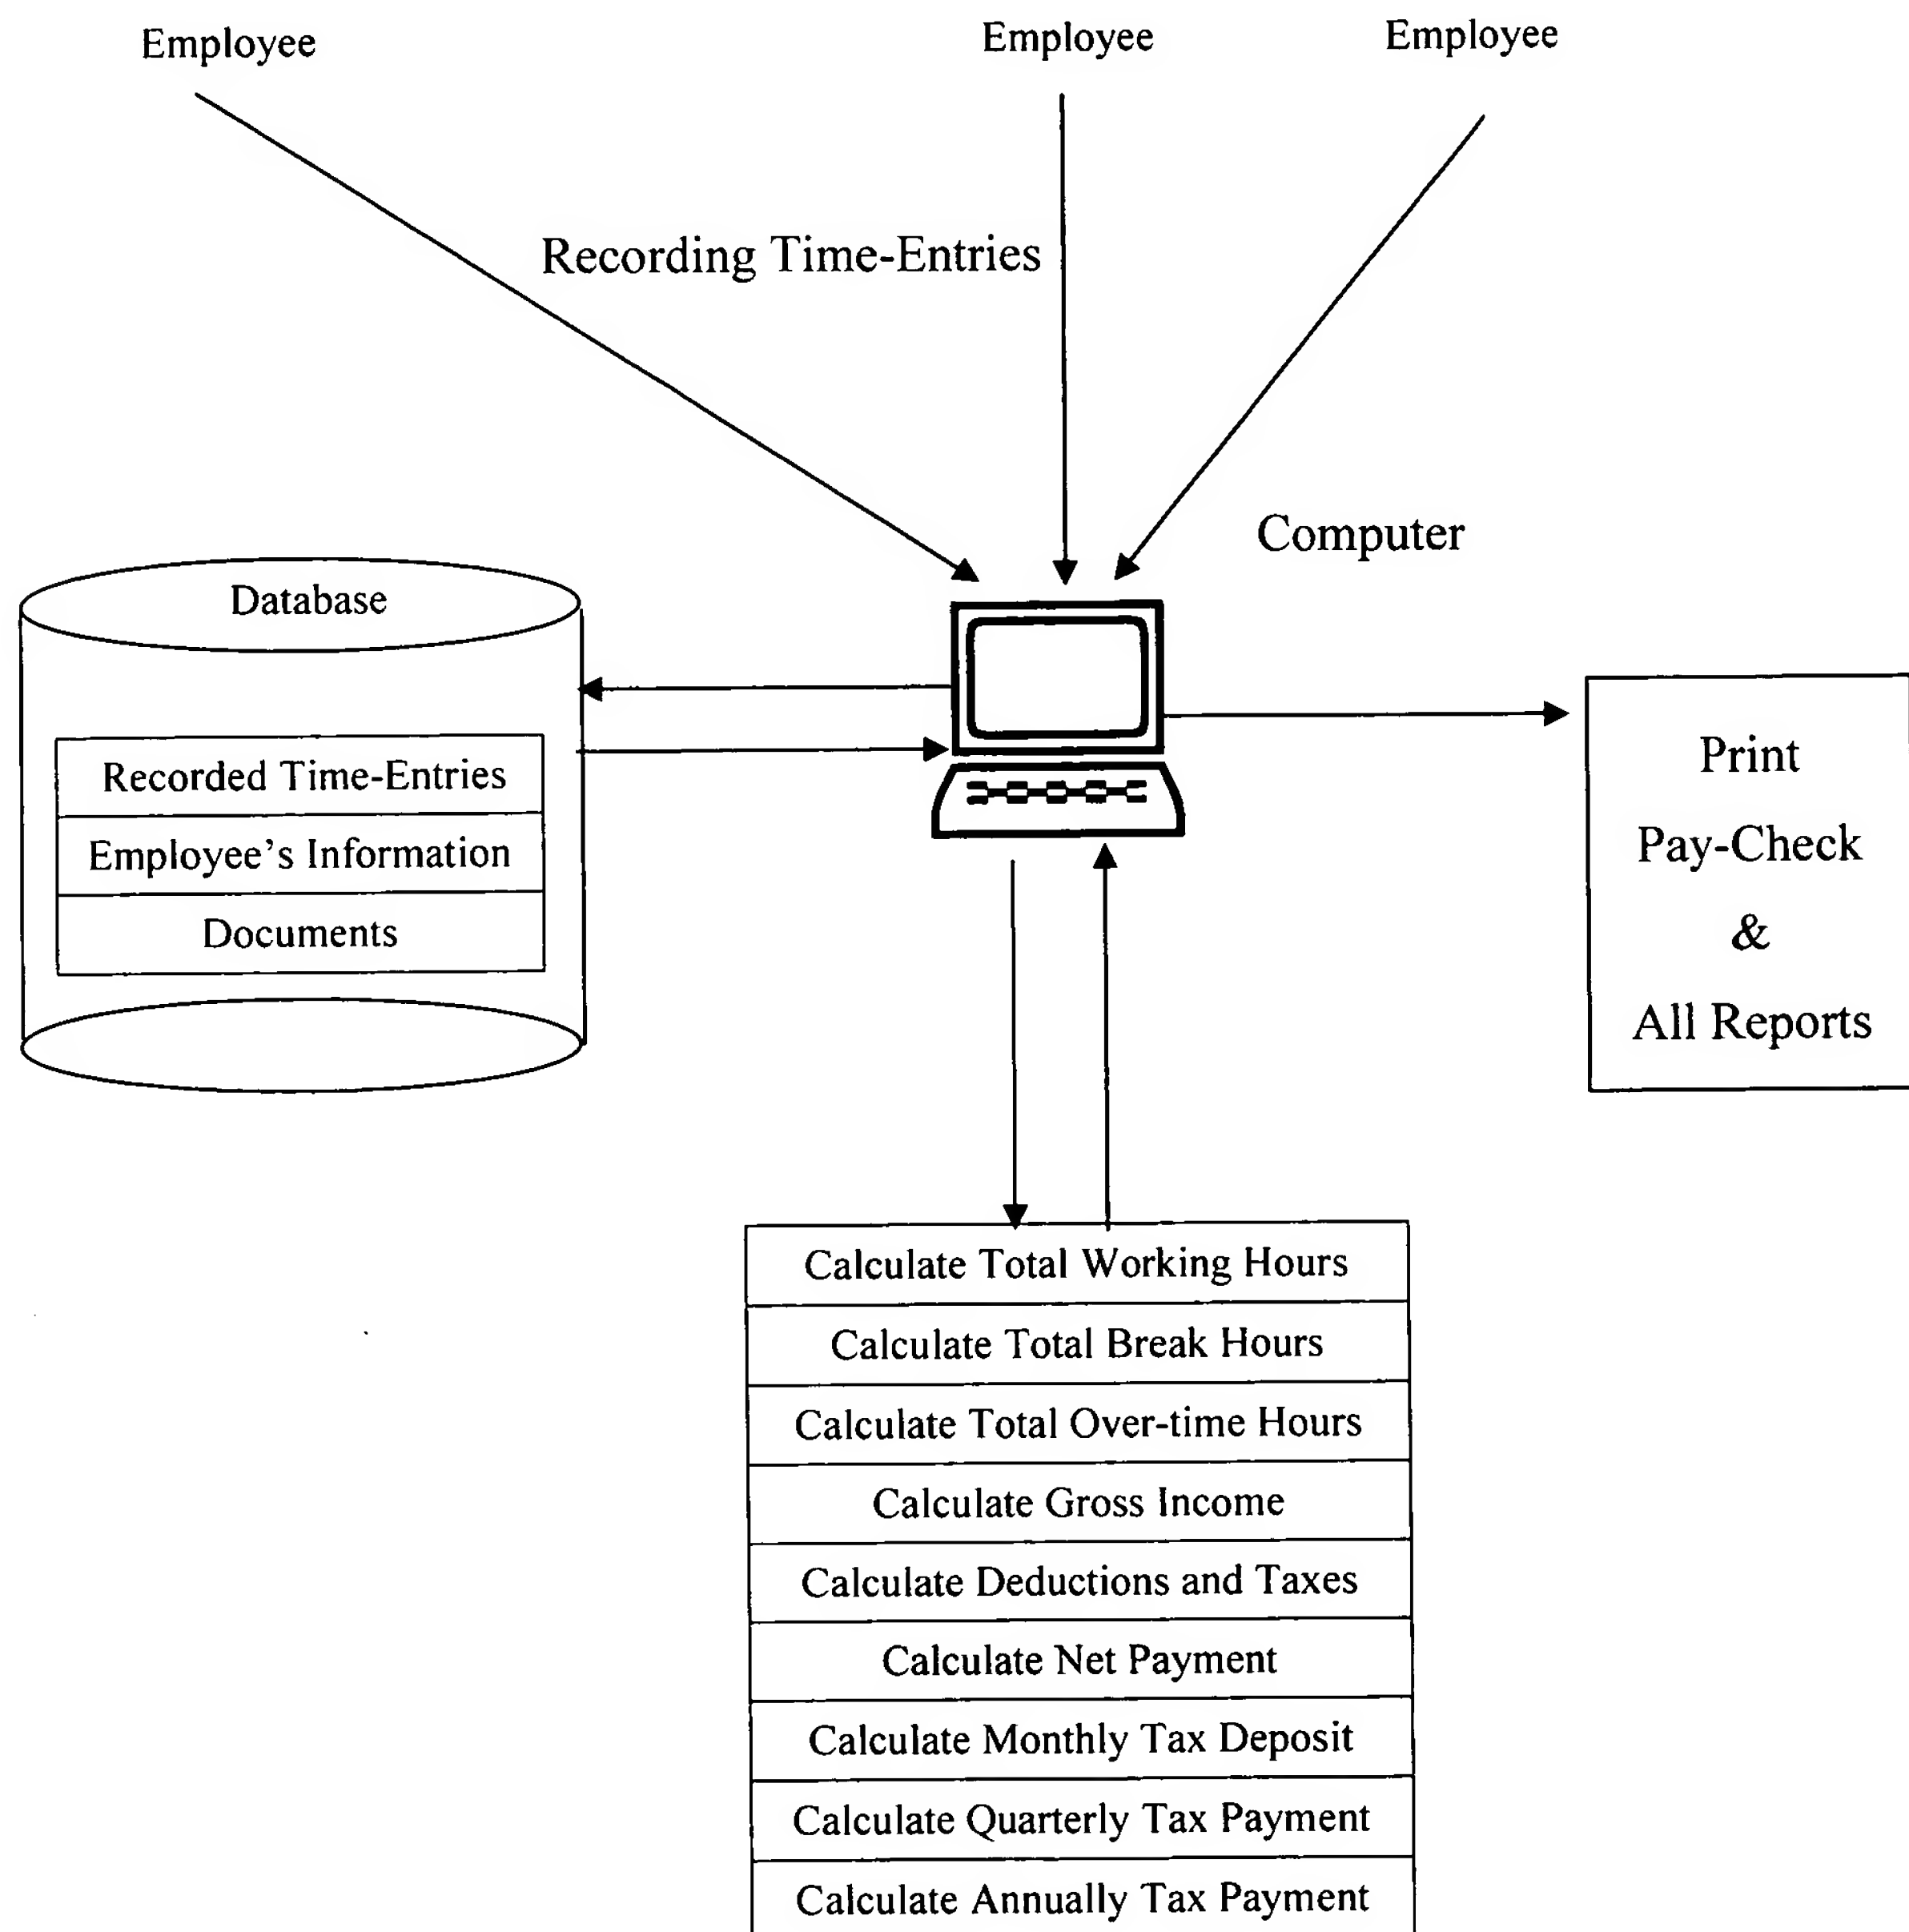 Employee
Employee
Employee
Recording Time-Entries
Computer
Database
Recorded Time-Entries
Employee’s Information
Documents
Print
Pay-Check
&
All Reports
Calculate Total Working Hours
Calculate Total Break Hours
Calculate Total Over-time Hours
Calculate Gross Income
Calculate Deductions and Taxes
Calculate Net Payment
Calculate Monthly Tax Deposit
Calculate Quarterly Tax Payment
Calculate Annually Tax Payment